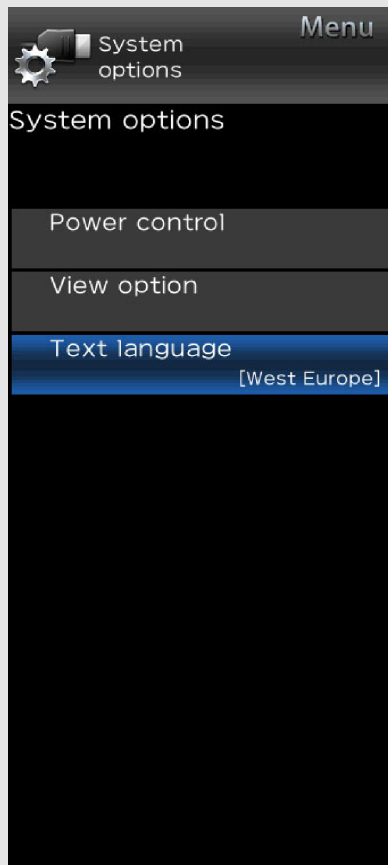 Menu
System
options
System options
Power control
View option
Text language
[West Europe]